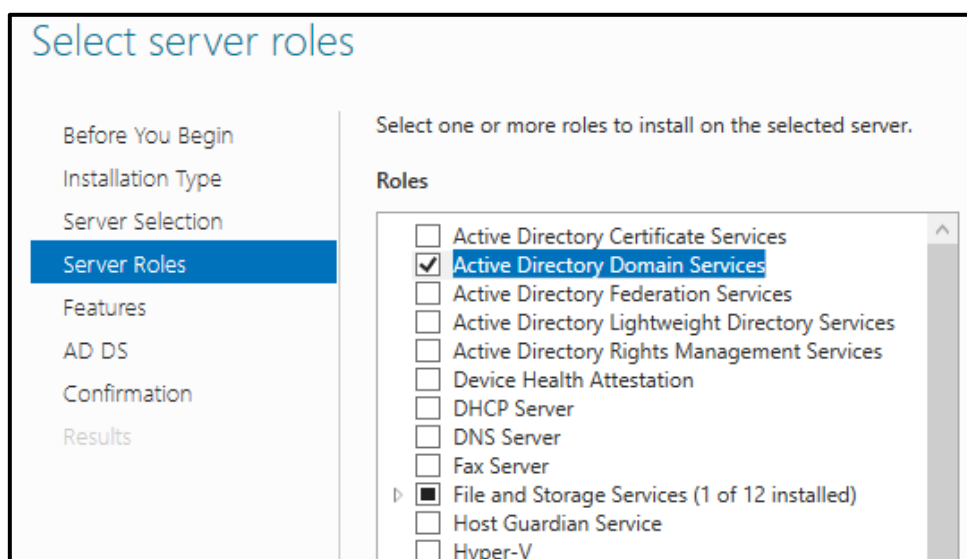 Select server roles
Before You Begin
Installation Type
Server Selection
Server Roles
Features
AD DS
Confirmation
Results
Select one or more roles to install on the selected server.
Roles
Active Directory Certificate Services
Active Directory Domain Services
Active Directory Federation Services
Active Directory Lightweight Directory Services
Active Directory Rights Management Services
Device Health Attestation
DHCP Server
DNS Server
Fax Server
File and Storage Services (1 of 12 installed)
Host Guardian Service
Hyper-V